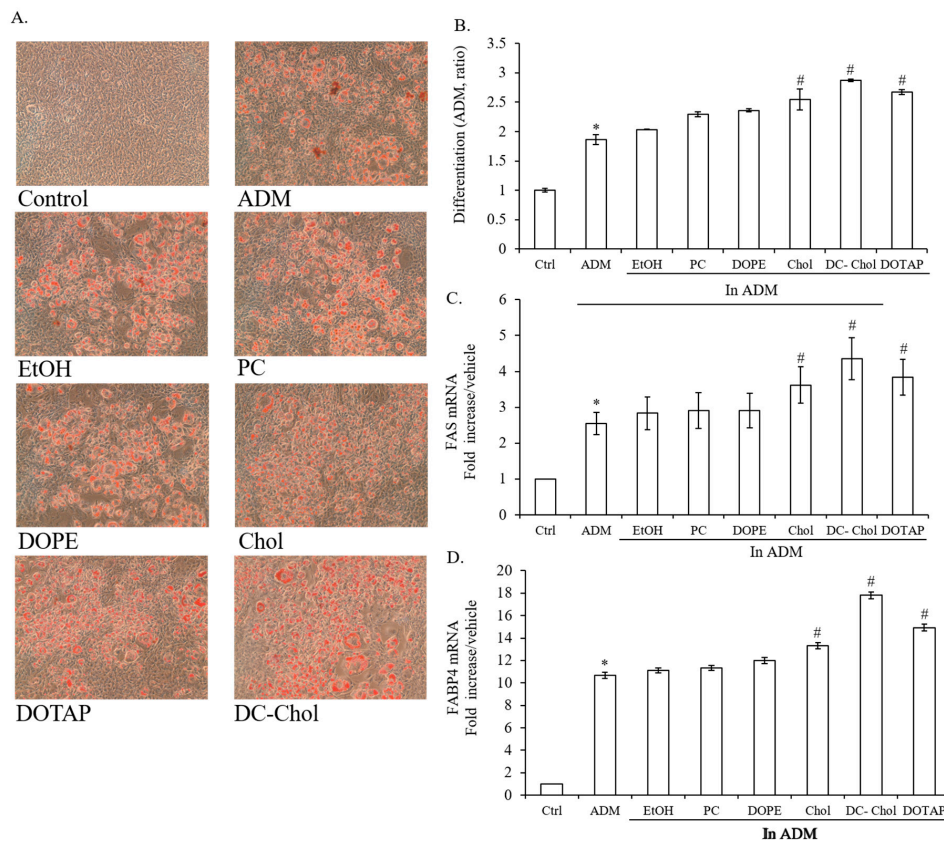 A.
Control
ADM
EtOH
PC
DOPE
Chol
DOTAP
DC-Chol
B.
Differentiation (ADM, ratio)
3.5
3
2.5
2
1.5
1
0.5
0
*
#
#
#
Ctrl
ADM
EtOH
PC
DOPE
Chol
DC- Chol
DOTAP
In ADM
C.
FAS mRNA
Fold increase/vehicle
6
5
4
3
2
1
0
*
#
#
#
Ctrl
ADM
EtOH
PC
DOPE
Chol
DC- Chol
DOTAP
In ADM
D.
FABP4 mRNA
Fold increase/vehicle
20
18
16
14
12
10
8
6
4
2
0
*
#
#
#
Ctrl
ADM
EtOH
PC
DOPE
Chol
DC- Chol
DOTAP
In ADM